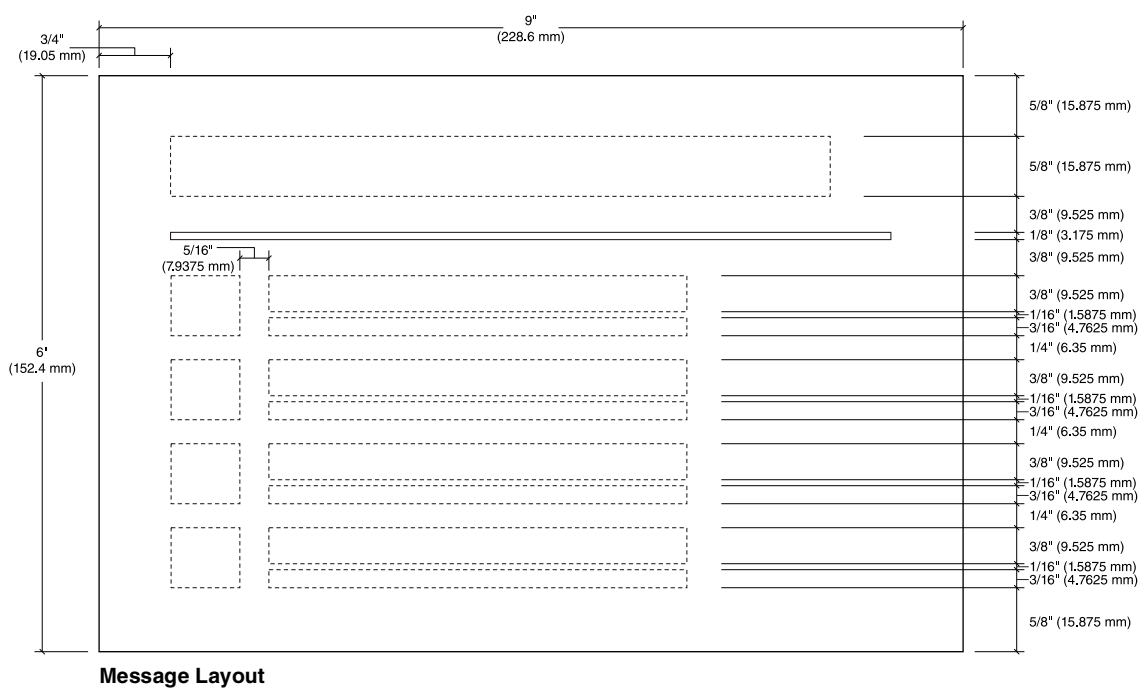 9"
(228.6 mm)
3/4"
(19.05 mm)
5/8" (15.875 mm)
5/8" (15.875 mm)
3/8" (9.525 mm)
1/8" (3.175 mm)
3/8" (9.525 mm)
5/16"
(7.9375 mm)
3/8" (9.525 mm)
1/16" (1.5875 mm)
3/16" (4.7625 mm)
1/4" (6.35 mm)
6"
(152.4 mm)
3/8" (9.525 mm)
1/16" (1.5875 mm)
3/16" (4.7625 mm)
1/4" (6.35 mm)
3/8" (9.525 mm)
1/16" (1.5875 mm)
3/16" (4.7625 mm)
1/4" (6.35 mm)
3/8" (9.525 mm)
1/16" (1.5875 mm)
3/16" (4.7625 mm)
5/8" (15.875 mm)
Message Layout